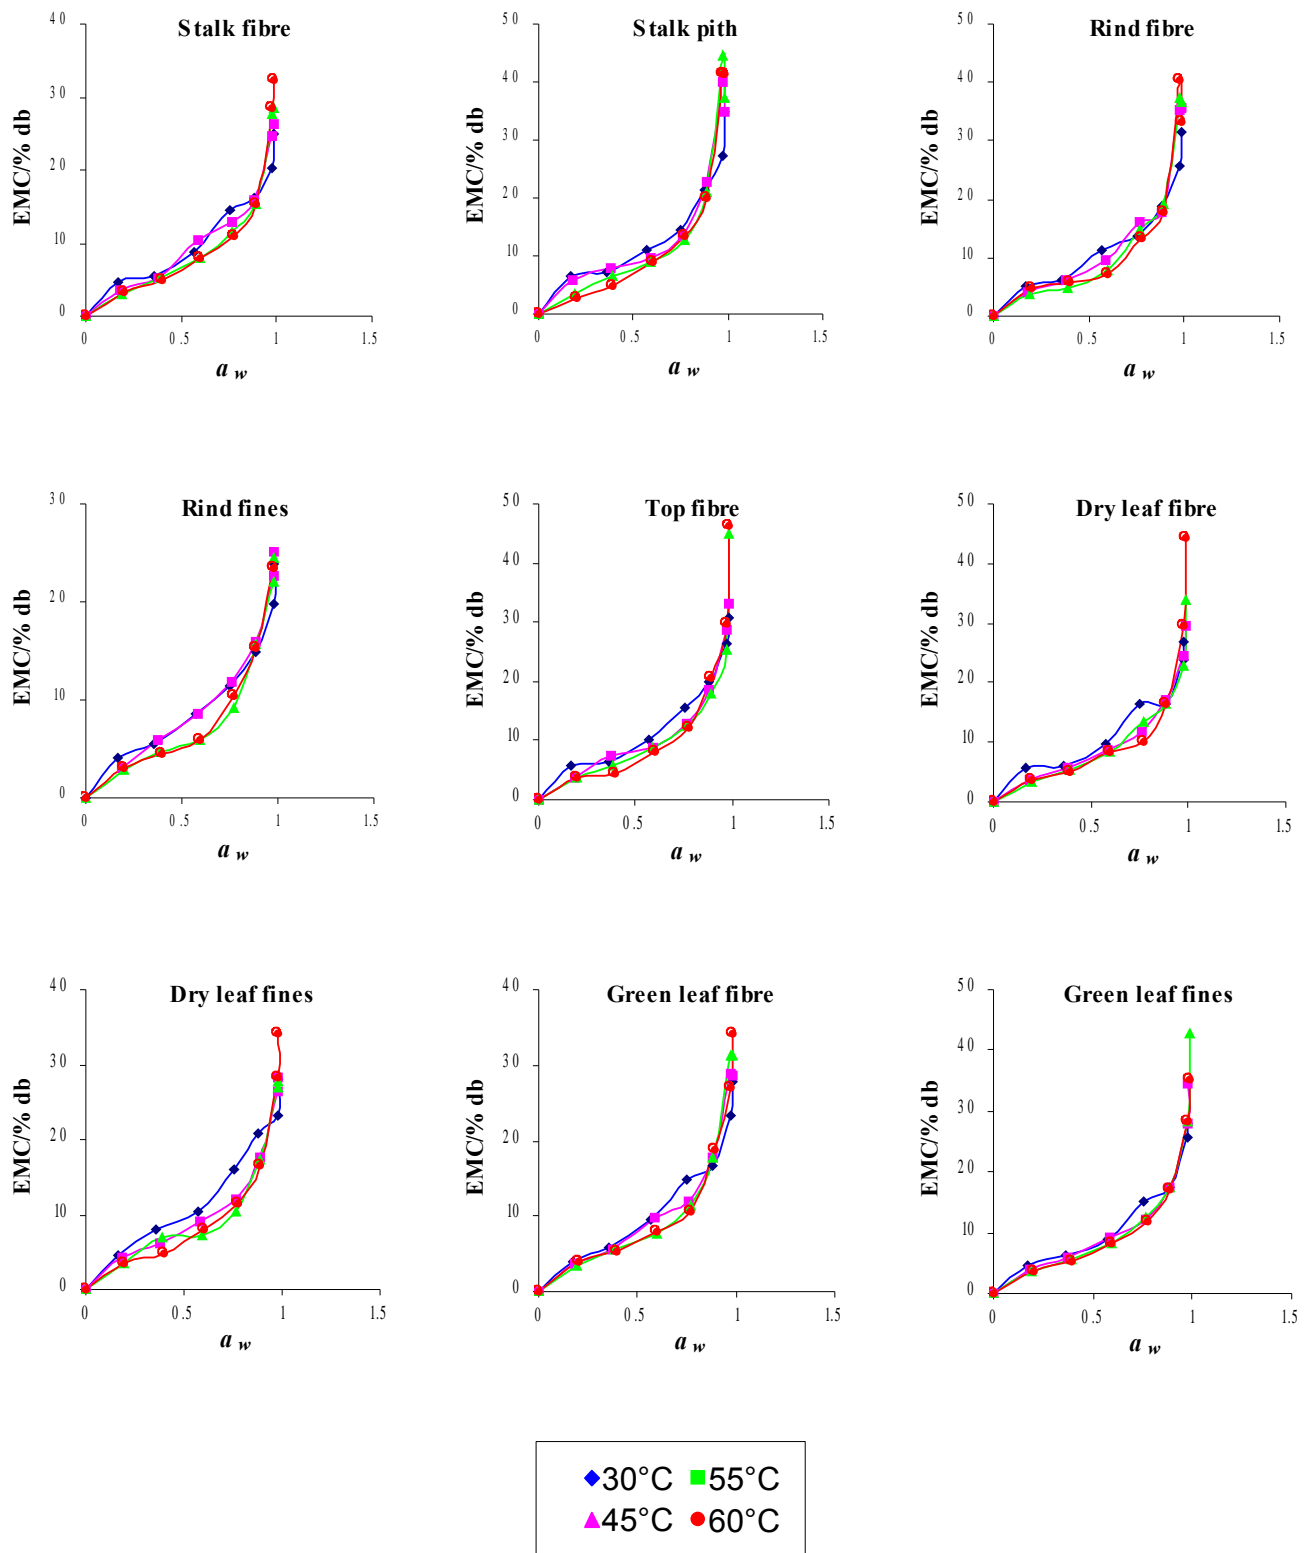 Stalk fibre
EMC/% db
40
30
20
10
0
0 0.5 1 1.5
a w
Stalk pith
EMC/% db
50
40
30
20
10
0
0 0.5 1 1.5
a w
Rind fibre
EMC/% db
50
40
30
20
10
0
0 0.5 1 1.5
a w
Rind fines
EMC/% db
30
20
10
0
0 0.5 1 1.5
a w
Top fibre
EMC/% db
50
40
30
20
10
0
0 0.5 1 1.5
a w
Dry leaf fibre
EMC/% db
50
40
30
20
10
0
0 0.5 1 1.5
a w
Dry leaf fines
EMC/% db
40
30
20
10
0
0 0.5 1 1.5
a w
Green leaf fibre
EMC/% db
40
30
20
10
0
0 0.5 1 1.5
a w
Green leaf fines
EMC/% db
50
40
30
20
10
0
0 0.5 1 1.5
a w
30°C 55°C
45°C 60°C